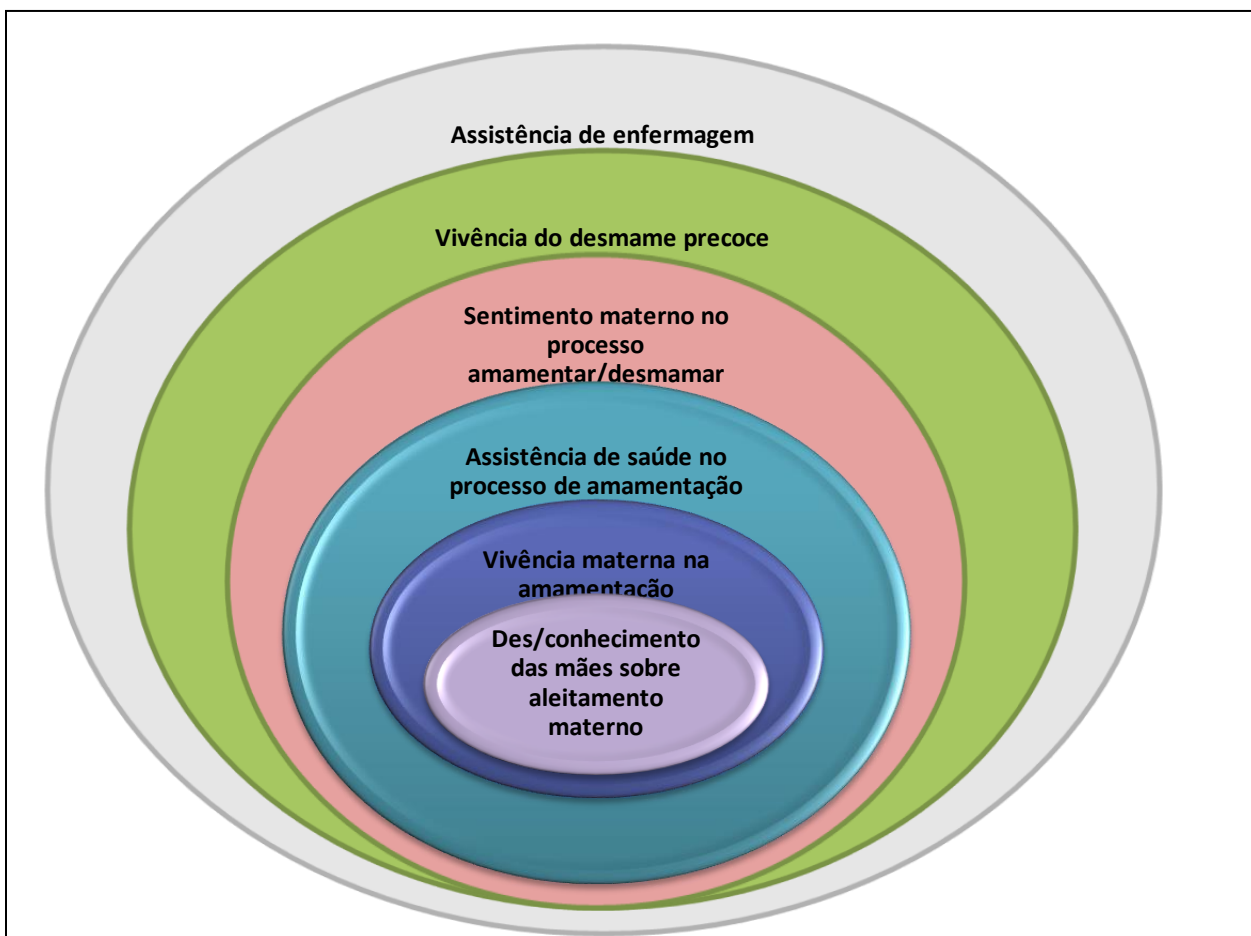 Assistência de enfermagem
Vivência do desmame precoce
Sentimento materno no
processo
amamentar/desmamar
Assistência de saúde no
processo de amamentação
Vivência materna na
amamentação
Des/conhecimento
das mães sobre
aleitamento
materno